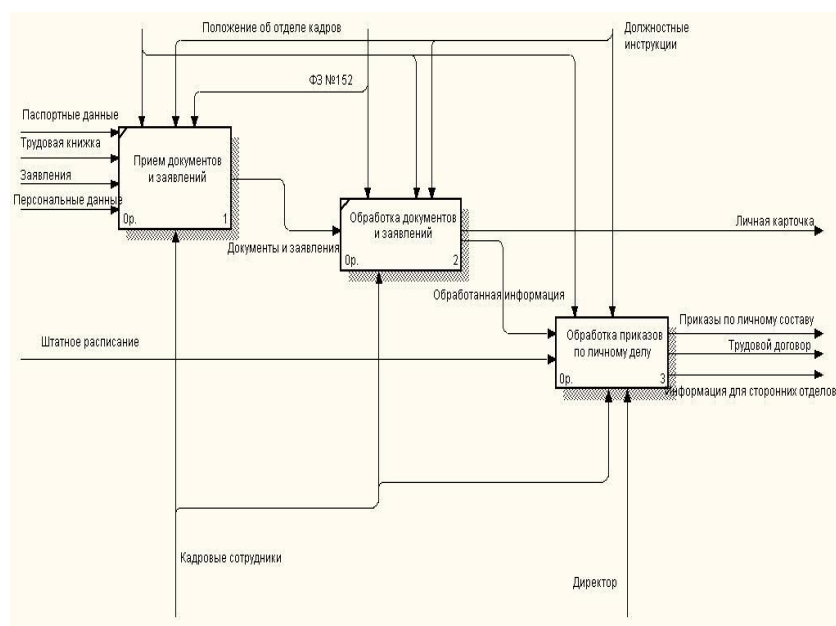 Положение об отделе кадров
Должностные
инструкции
ФЗ №152
Паспортные данные
Трудовая книжка
Заявления
Персональные данные
Прием документов
и заявлений
0р.
1
Обработка документов
и заявлений
0р.
2
Личная карточка
Документы и заявления
Обработанная информация
Штатное расписание
Обработка приказов
по личному делу
0р.
3
Приказы по личному составу
Трудовой договор
Информация для сторонних отделов
Кадровые сотрудники
Директор